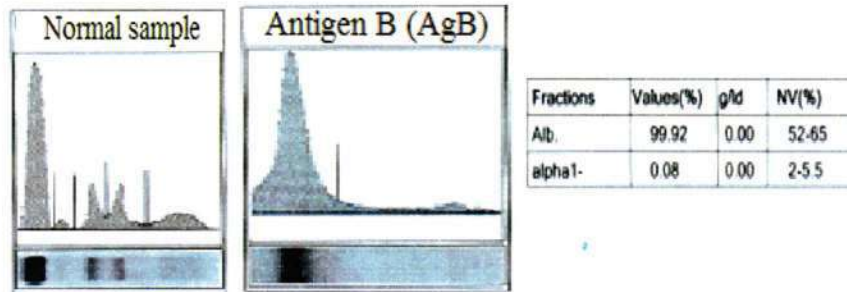 Normal sample
Antigen B (AgB)
Fractions Values(%) g/ld NV(%)
Alb. 99.92 0.00 52-65
alpha1- 0.08 0.00 2-5.5